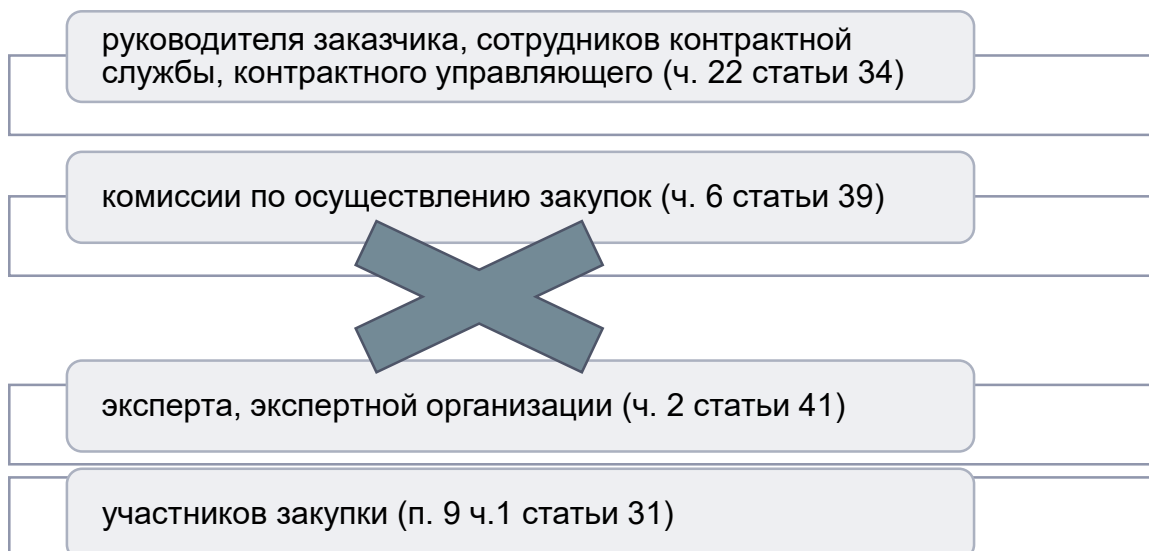 руководителя заказчика, сотрудников контрактной
службы, контрактного управляющего (ч. 22 статьи 34)
комиссии по осуществлению закупок (ч. 6 статьи 39)
эксперта, экспертной организации (ч. 2 статьи 41)
участников закупки (п. 9 ч.1 статьи 31)